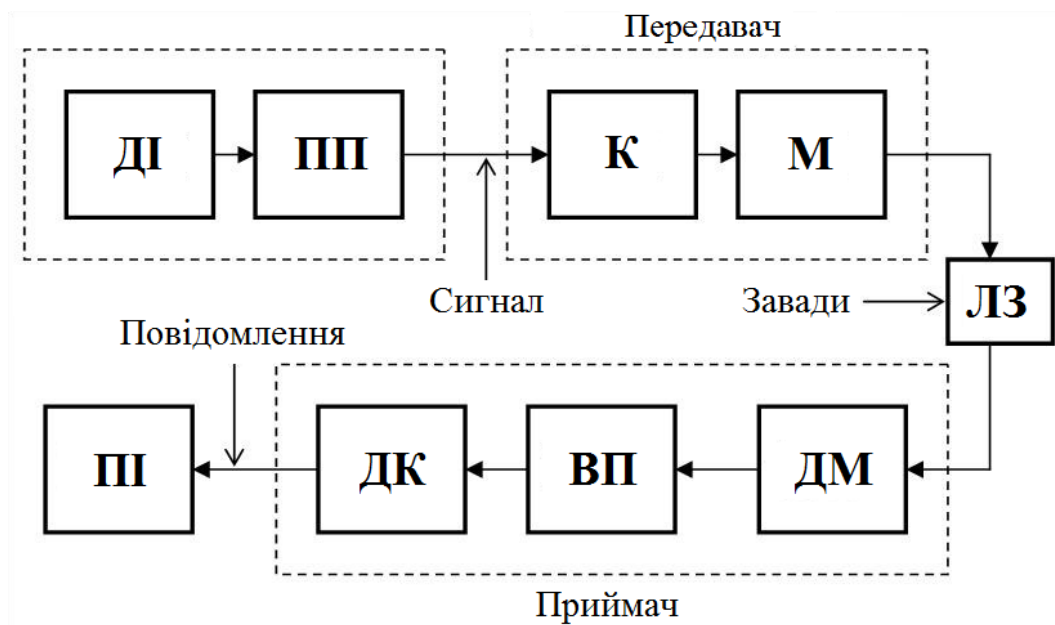 Передавач
ДІ
ПП
К
М
Сигнал
Завади
ЛЗ
Повідомлення
ПІ
ДК
ВП
ДМ
Приймач